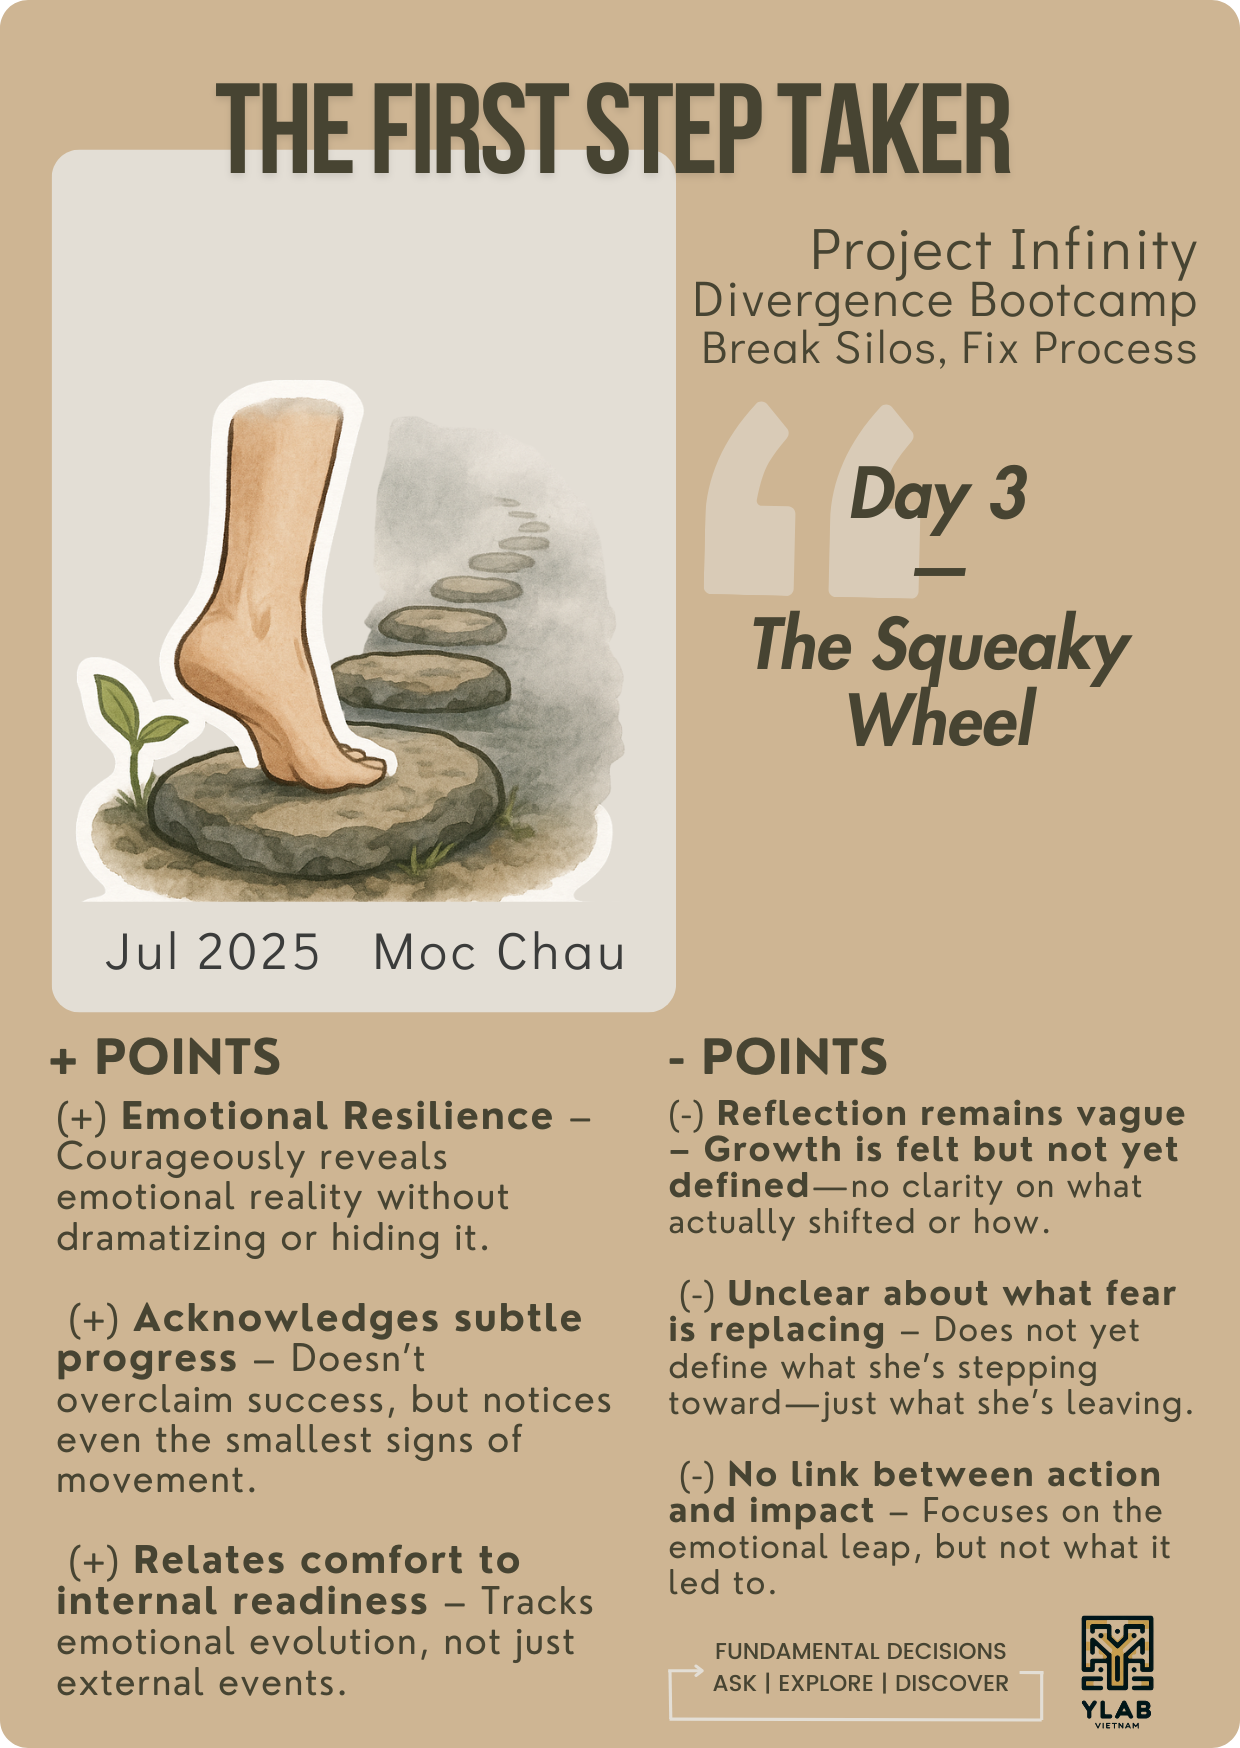 THE FIRST STEP TAKER
Project Infinity
Divergence Bootcamp
Break Silos, Fix Process
“
Day 3
—
The Squeaky
Wheel
Jul 2025 Moc Chau
+ POINTS
(+) Emotional Resilience –
Courageously reveals
emotional reality without
dramatizing or hiding it.
(+) Acknowledges subtle
progress – Doesn’t
overclaim success, but notices
even the smallest signs of
movement.
(+) Relates comfort to
internal readiness – Tracks
emotional evolution, not just
external events.
- POINTS
(-) Reflection remains vague
– Growth is felt but not yet
defined—no clarity on what
actually shifted or how.
(-) Unclear about what fear
is replacing – Does not yet
define what she’s stepping
toward—just what she’s leaving.
(-) No link between action
and impact – Focuses on the
emotional leap, but not what it
led to.
FUNDAMENTAL DECISIONS
ASK | EXPLORE | DISCOVER
YLAB
VIETNAM